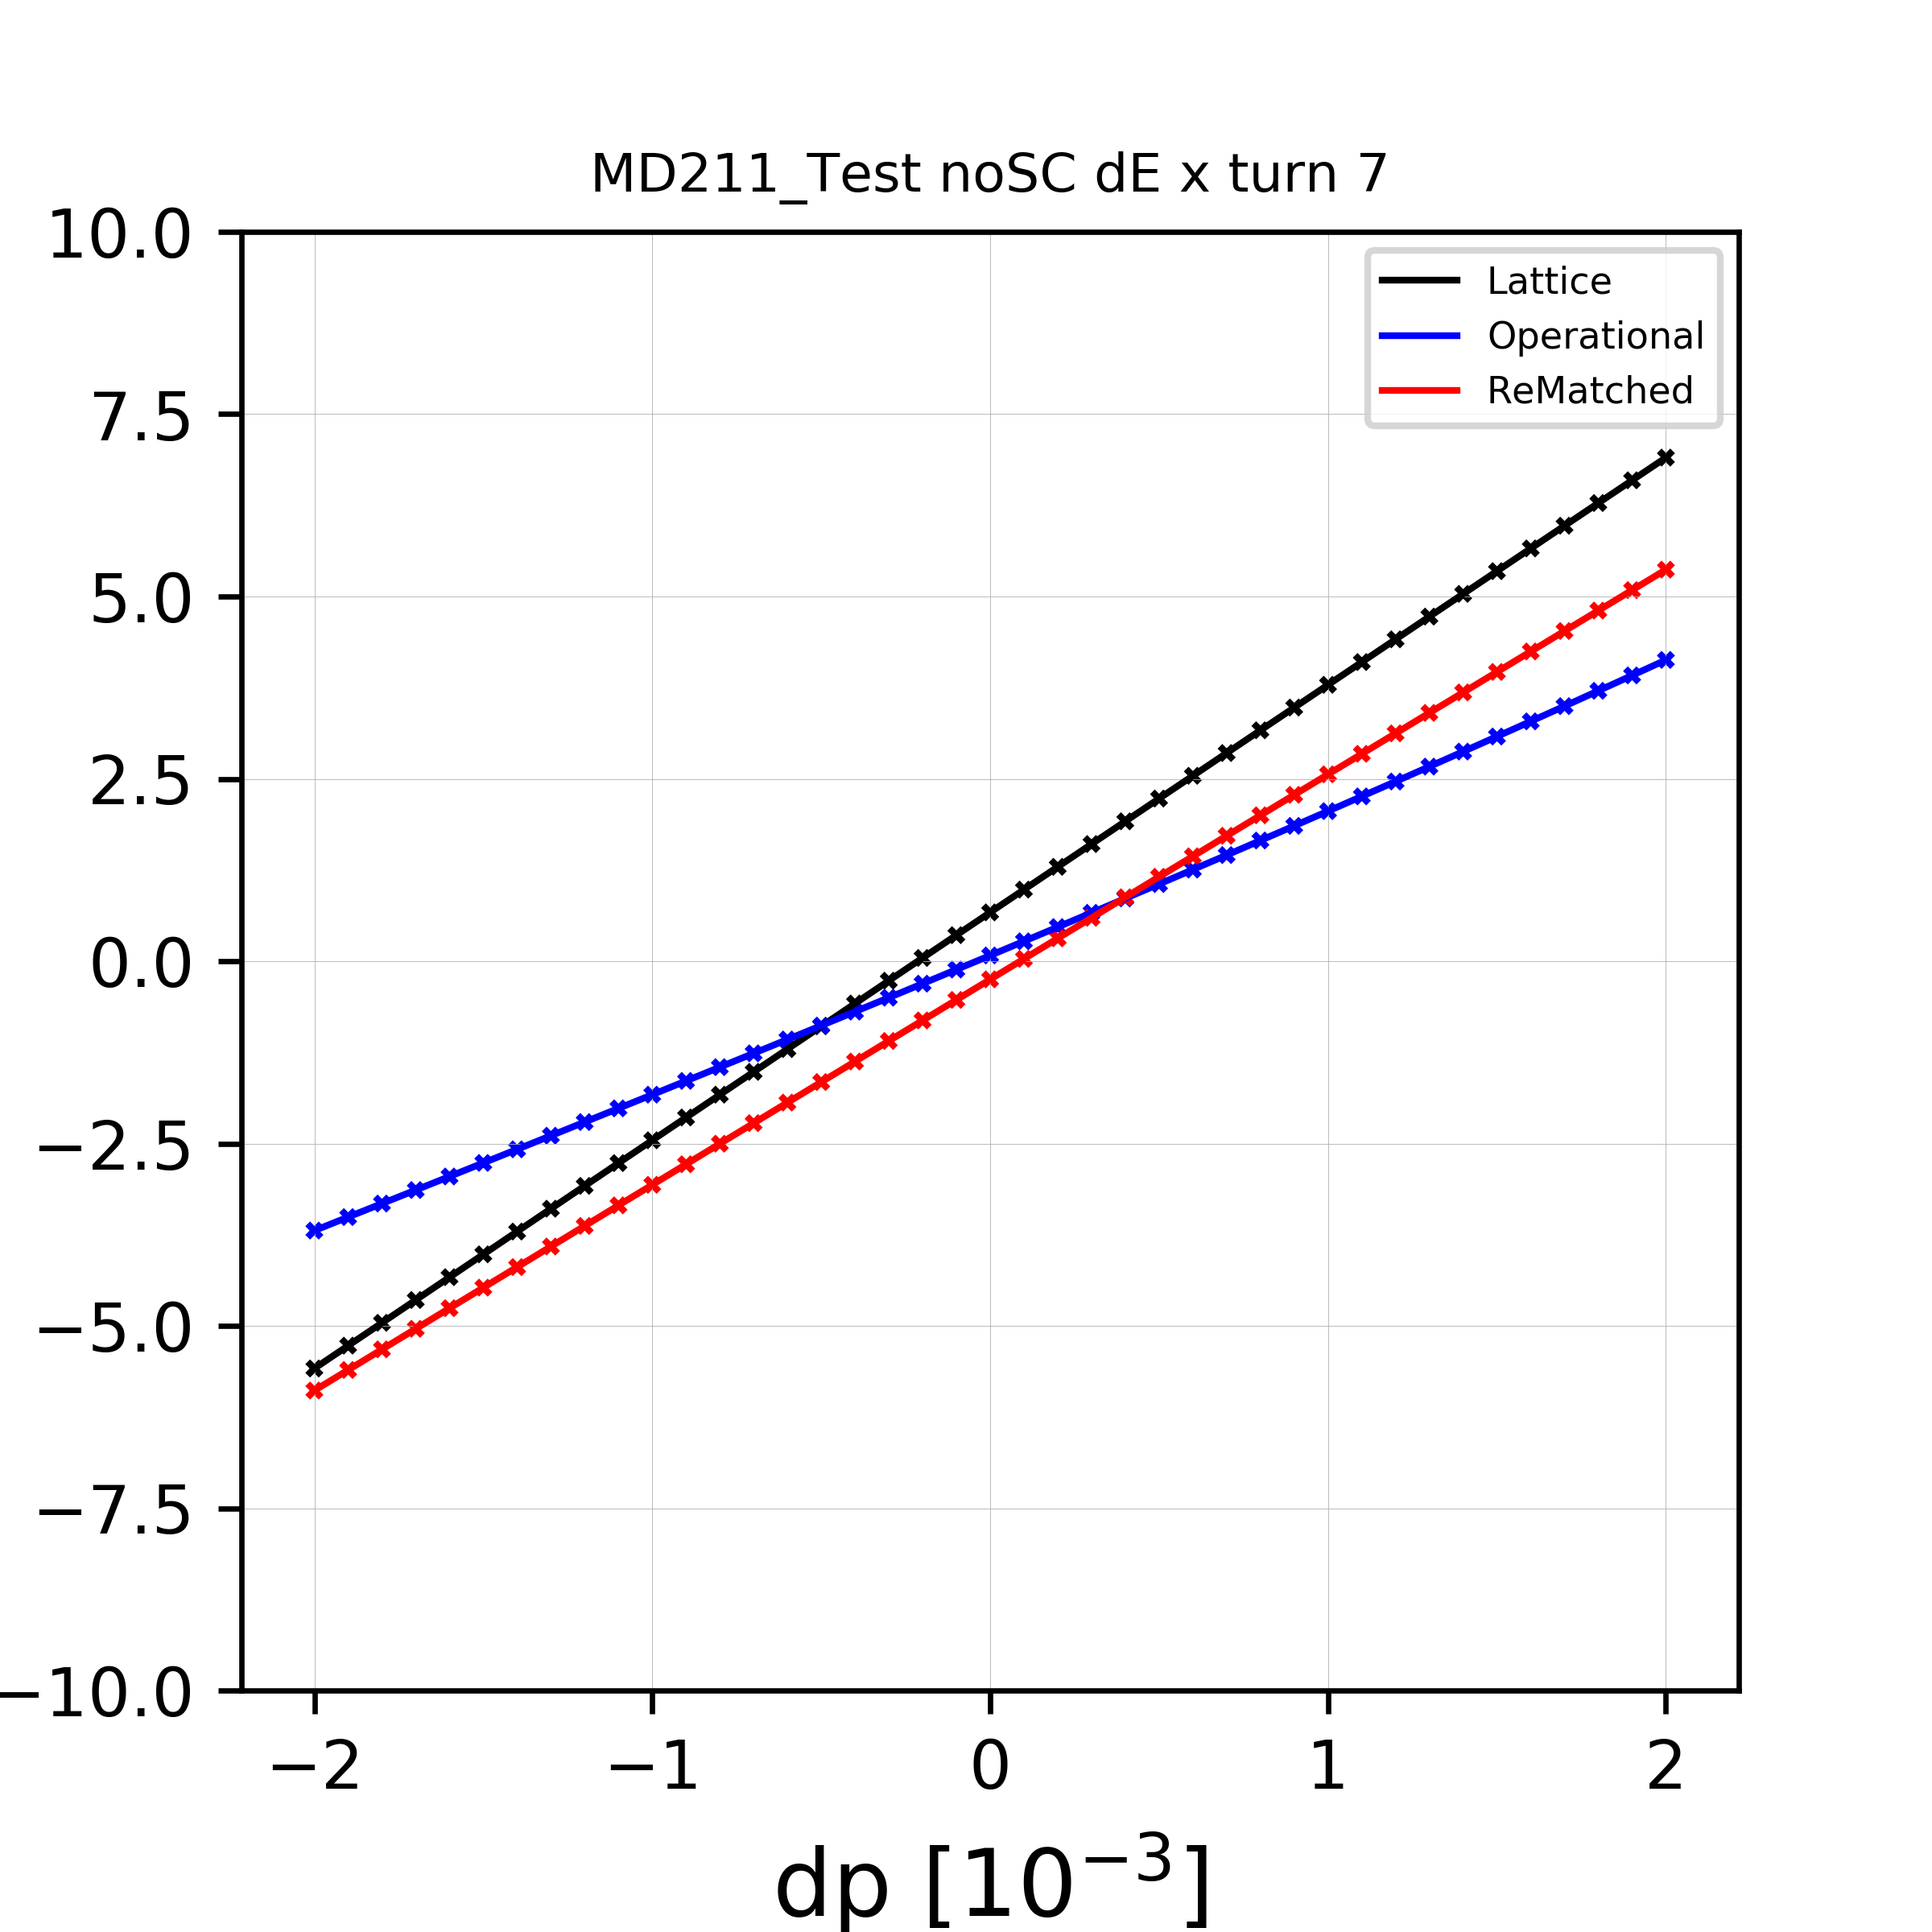 MD211_Test noSC dE x turn 7
10.0
7.5
5.0
2.5
0.0
−2.5
−5.0
−7.5
−10.0
Lattice
Operational
ReMatched
−2 −1 0 1 2
dp [10⁻³]